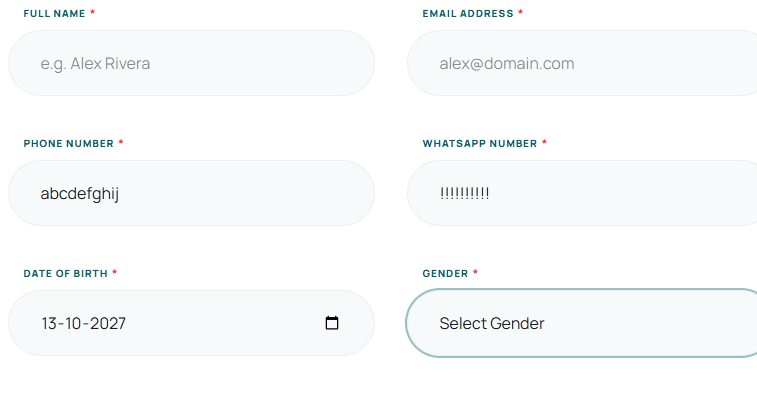 FULL NAME *
EMAIL ADDRESS *
e.g. Alex Rivera
alex@domain.com
PHONE NUMBER *
WHATSAPP NUMBER *
abcdefghij
!!!!!!!!!!
DATE OF BIRTH *
GENDER *
13-10-2027
Select Gender